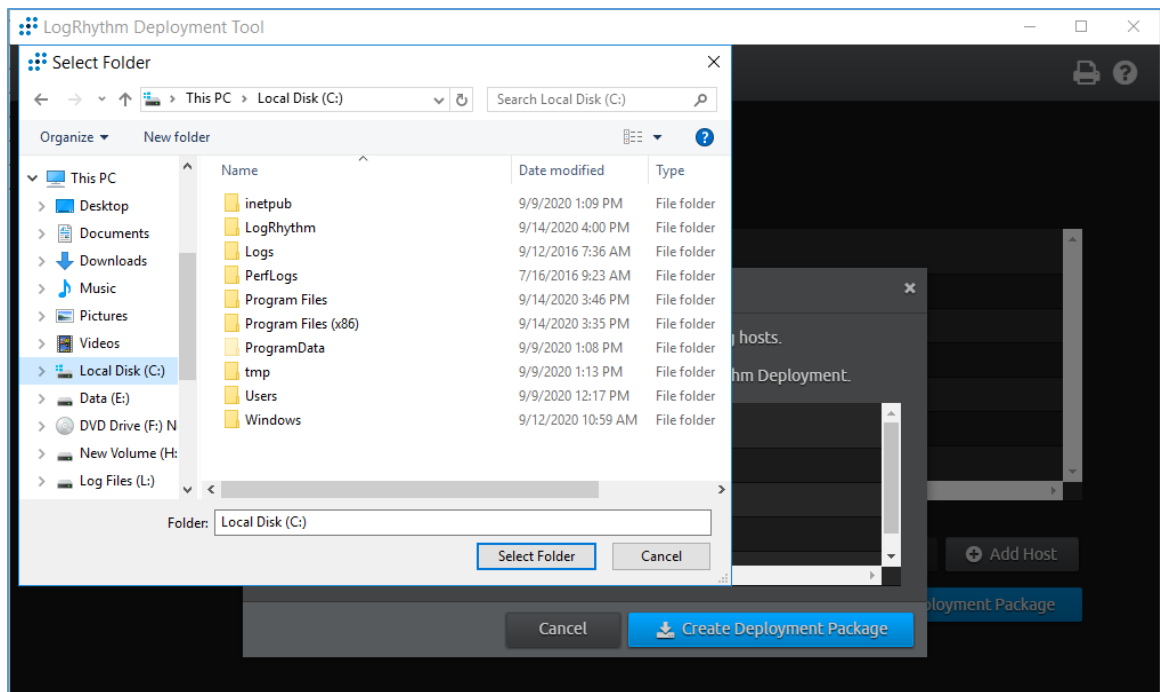 LogRhythm Deployment Tool
Select Folder
This PC > Local Disk (C:)
Search Local Disk (C:)
Organize
New folder
Name
Date modified
Type
This PC
Desktop
Documents
Downloads
Music
Pictures
Videos
Local Disk (C:)
Data (E:)
DVD Drive (F:) N
New Volume (H:
Log Files (L:)
inetpub 9/9/2020 1:09 PM File folder
LogRhythm 9/14/2020 4:00 PM File folder
Logs 9/12/2016 7:36 AM File folder
PerfLogs 7/16/2016 9:23 AM File folder
Program Files 9/14/2020 3:46 PM File folder
Program Files (x86) 9/14/2020 3:35 PM File folder
ProgramData 9/9/2020 1:08 PM File folder
tmp 9/9/2020 1:13 PM File folder
Users 9/9/2020 12:17 PM File folder
Windows 9/12/2020 10:59 AM File folder
Folder: Local Disk (C:)
Select Folder
Cancel
hosts.
hm Deployment.
Add Host
ployment Package
Cancel
Create Deployment Package